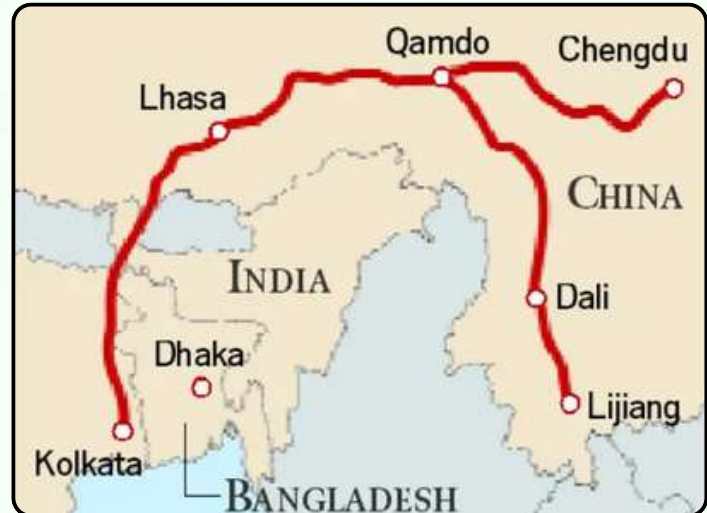 Qamdo
Chengdu
Lhasa
CHINA
INDIA
Dali
Dhaka
Lijiang
Kolkata
BANGLADESH